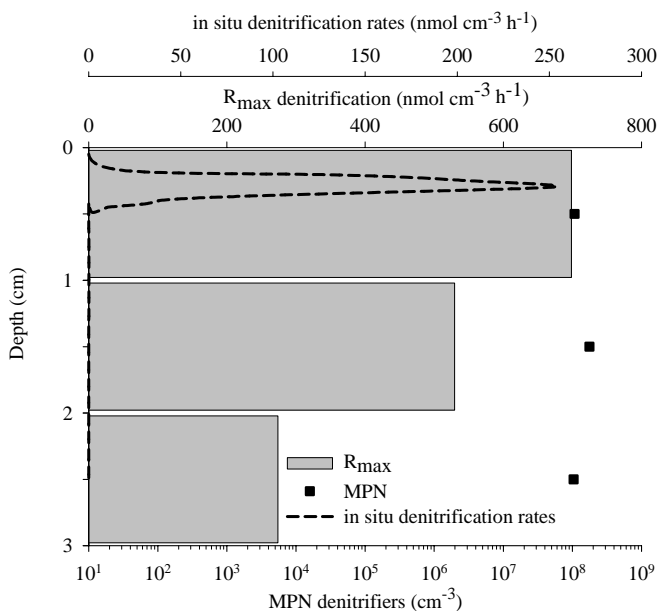 in situ denitrification rates (nmol cm⁻³ h⁻¹)
0 50 100 150 200 250 300
Rmax denitrification (nmol cm⁻³ h⁻¹)
0 200 400 600 800
Depth (cm)
0
1
2
3
Rmax
MPN
in situ denitrification rates
10¹ 10² 10³ 10⁴ 10⁵ 10⁶ 10⁷ 10⁸ 10⁹
MPN denitrifiers (cm⁻³)